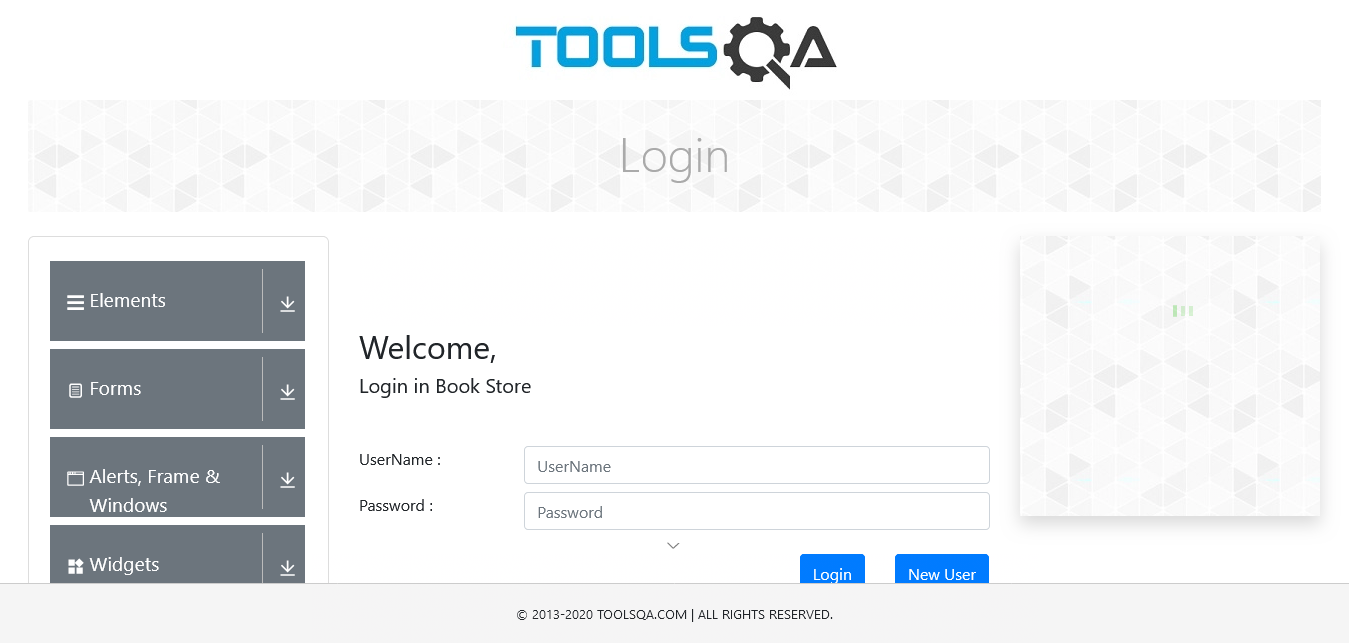 TOOLSQA
Login
Elements
Forms
Alerts, Frame &
Windows
Widgets
Welcome,
Login in Book Store
UserName :
UserName
Password :
Password
Login
New User
© 2013-2020 TOOLSQA.COM | ALL RIGHTS RESERVED.